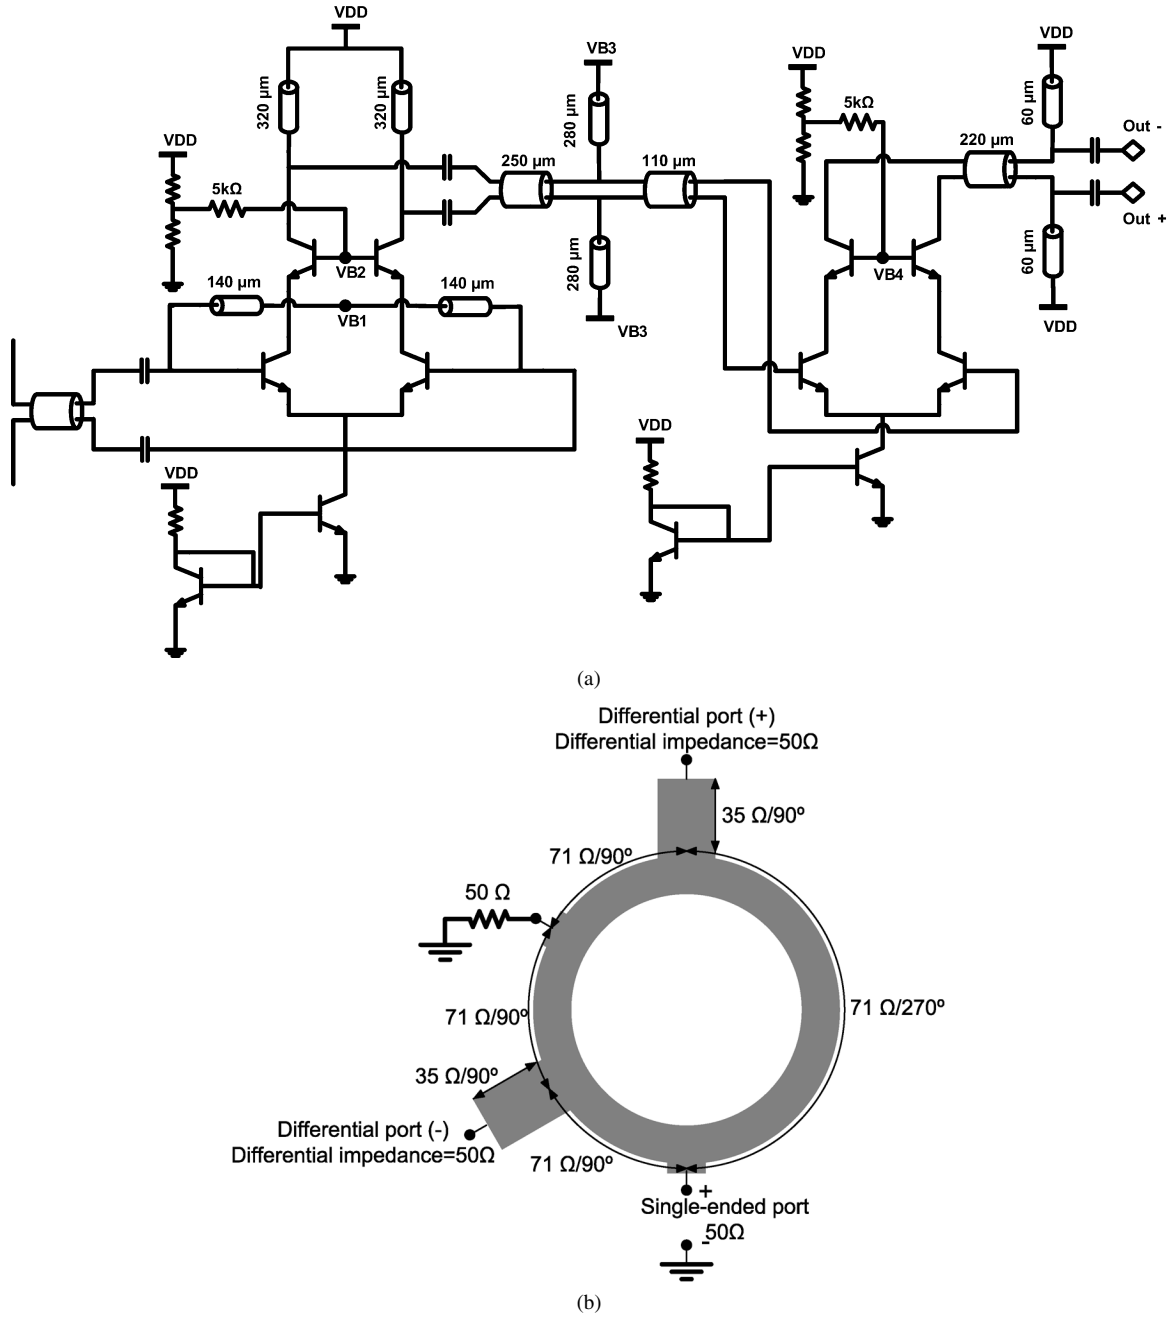 (a)
VDD
VB3
VDD
VDD
320 µm
320 µm
280 µm
60 µm
5kΩ
Out -
VDD
250 µm
110 µm
220 µm
5kΩ
Out +
VB2
VB4
60 µm
280 µm
140 µm
140 µm
VB1
VB3
VDD
VDD
VDD
(a)
Differential port (+)
Differential impedance=50Ω
35 Ω/90º
71 Ω/90º
50 Ω
71 Ω/270º
71 Ω/90º
35 Ω/90º
Differential port (-)
Differential impedance=50Ω
71 Ω/90º
+
Single-ended port
-50Ω
(b)